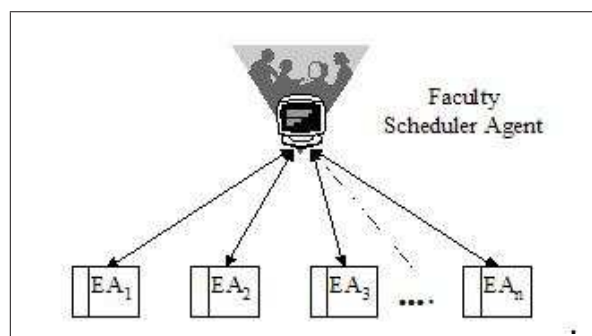 Faculty
Scheduler Agent
EA1 EA2 EA3 .... EAn